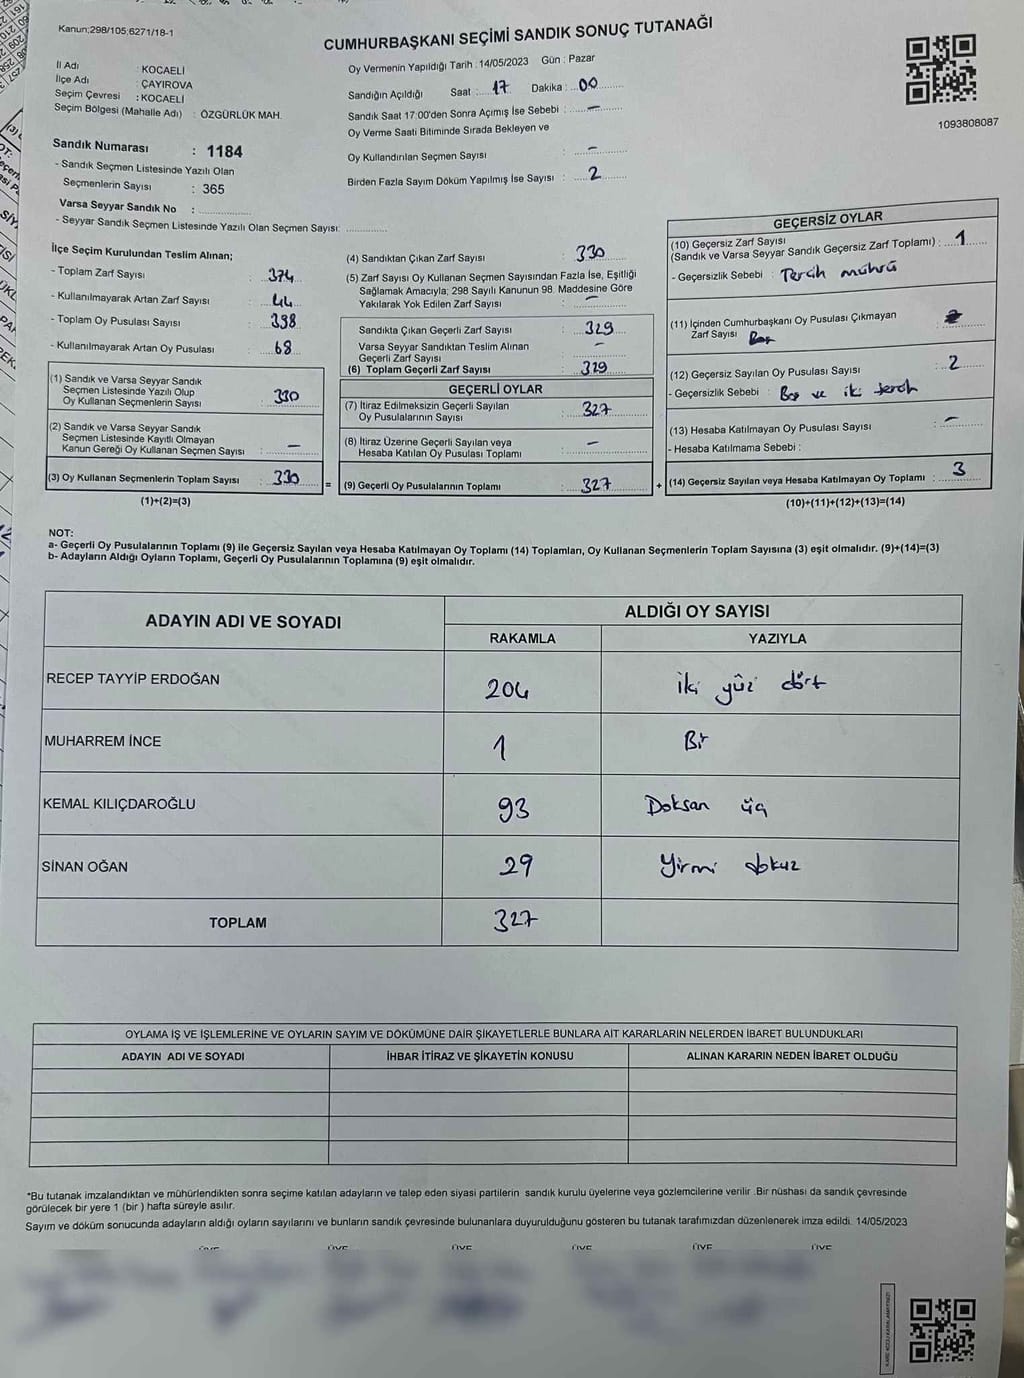 Kanun;298/105;6271/18-1
CUMHURBAŞKANI SEÇİMİ SANDIK SONUÇ TUTANAĞI
İl Adı : KOCAELİ
İlçe Adı : ÇAYIROVA
Seçim Çevresi : KOCAELİ
Seçim Bölgesi (Mahalle Adı) : ÖZGÜRLÜK MAH.
Oy Vermenin Yapıldığı Tarih : 14/05/2023 Gün : Pazar
Sandığın Açıldığı Saat : 17 Dakika : 00
Sandık Saat 17:00'den Sonra Açımış İse Sebebi : —
Oy Verme Saati Bitiminde Sırada Bekleyen ve
Oy Kullandırılan Seçmen Sayısı : —
Birden Fazla Sayım Döküm Yapılmış İse Sayısı : 2
1093808087
Sandık Numarası : 1184
- Sandık Seçmen Listesinde Yazılı Olan
Seçmenlerin Sayısı : 365
Varsa Seyyar Sandık No : ..................
- Seyyar Sandık Seçmen Listesinde Yazılı Olan Seçmen Sayısı: ..............
İlçe Seçim Kurulundan Teslim Alınan;
- Toplam Zarf Sayısı : 374
- Kullanılmayarak Artan Zarf Sayısı : 44
- Toplam Oy Pusulası Sayısı : 398
- Kullanılmayarak Artan Oy Pusulası : 68
(1) Sandık ve Varsa Seyyar Sandık
Seçmen Listesinde Yazılı Olup
Oy Kullanan Seçmenlerin Sayısı : 330
(2) Sandık ve Varsa Seyyar Sandık
Seçmen Listesinde Kayıtlı Olmayan
Kanun Gereği Oy Kullanan Seçmen Sayısı : —
(3) Oy Kullanan Seçmenlerin Toplam Sayısı : 330 =
(1)+(2)=(3)
(4) Sandıktan Çıkan Zarf Sayısı : 330
(5) Zarf Sayısı Oy Kullanan Seçmen Sayısından Fazla İse, Eşitliği
Sağlamak Amacıyla; 298 Sayılı Kanunun 98. Maddesine Göre
Yakılarak Yok Edilen Zarf Sayısı : —
Sandıkta Çıkan Geçerli Zarf Sayısı : 329
Varsa Seyyar Sandıktan Teslim Alınan
Geçerli Zarf Sayısı : —
(6) Toplam Geçerli Zarf Sayısı : 329
GEÇERLİ OYLAR
(7) İtiraz Edilmeksizin Geçerli Sayılan
Oy Pusulalarının Sayısı : 327
(8) İtiraz Üzerine Geçerli Sayılan veya
Hesaba Katılan Oy Pusulası Toplamı : —
(9) Geçerli Oy Pusulalarının Toplamı : 327 +
GEÇERSİZ OYLAR
(10) Geçersiz Zarf Sayısı
(Sandık ve Varsa Seyyar Sandık Geçersiz Zarf Toplamı) : 1
- Geçersizlik Sebebi : Tercih mührü
(11) İçinden Cumhurbaşkanı Oy Pusulası Çıkmayan
Zarf Sayısı Boş
(12) Geçersiz Sayılan Oy Pusulası Sayısı : 2
- Geçersizlik Sebebi : Boş ve iki tercih
(13) Hesaba Katılmayan Oy Pusulası Sayısı : —
- Hesaba Katılmama Sebebi :
(14) Geçersiz Sayılan veya Hesaba Katılmayan Oy Toplamı : 3
(10)+(11)+(12)+(13)=(14)
NOT:
a- Geçerli Oy Pusulalarının Toplamı (9) ile Geçersiz Sayılan veya Hesaba Katılmayan Oy Toplamı (14) Toplamları, Oy Kullanan Seçmenlerin Toplam Sayısına (3) eşit olmalıdır. (9)+(14)=(3)
b- Adayların Aldığı Oyların Toplamı, Geçerli Oy Pusulalarının Toplamına (9) eşit olmalıdır.
ADAYIN ADI VE SOYADI
ALDIĞI OY SAYISI
RAKAMLA YAZIYLA
RECEP TAYYİP ERDOĞAN 204 iki yüz dört
MUHARREM İNCE 1 Bir
KEMAL KILIÇDAROĞLU 93 Doksan üç
SİNAN OĞAN 29 Yirmi dokuz
TOPLAM 327
OYLAMA İŞ VE İŞLEMLERİNE VE OYLARIN SAYIM VE DÖKÜMÜNE DAİR ŞİKAYETLERLE BUNLARA AİT KARARLARIN NELERDEN İBARET BULUNDUKLARI
ADAYIN ADI VE SOYADI İHBAR İTİRAZ VE ŞİKAYETİN KONUSU ALINAN KARARIN NEDEN İBARET OLDUĞU
*Bu tutanak imzalandıktan ve mühürlendikten sonra seçime katılan adayların ve talep eden siyasi partilerin sandık kurulu üyelerine veya gözlemcilerine verilir .Bir nüshası da sandık çevresinde
görülecek bir yere 1 (bir ) hafta süreyle asılır.
Sayım ve döküm sonucunda adayların aldığı oyların sayılarını ve bunların sandık çevresinde bulunanlara duyurulduğunu gösteren bu tutanak tarafımızdan düzenlenerek imza edildi. 14/05/2023
ÜYE ÜYE ÜYE ÜYE ÜYE ÜYE